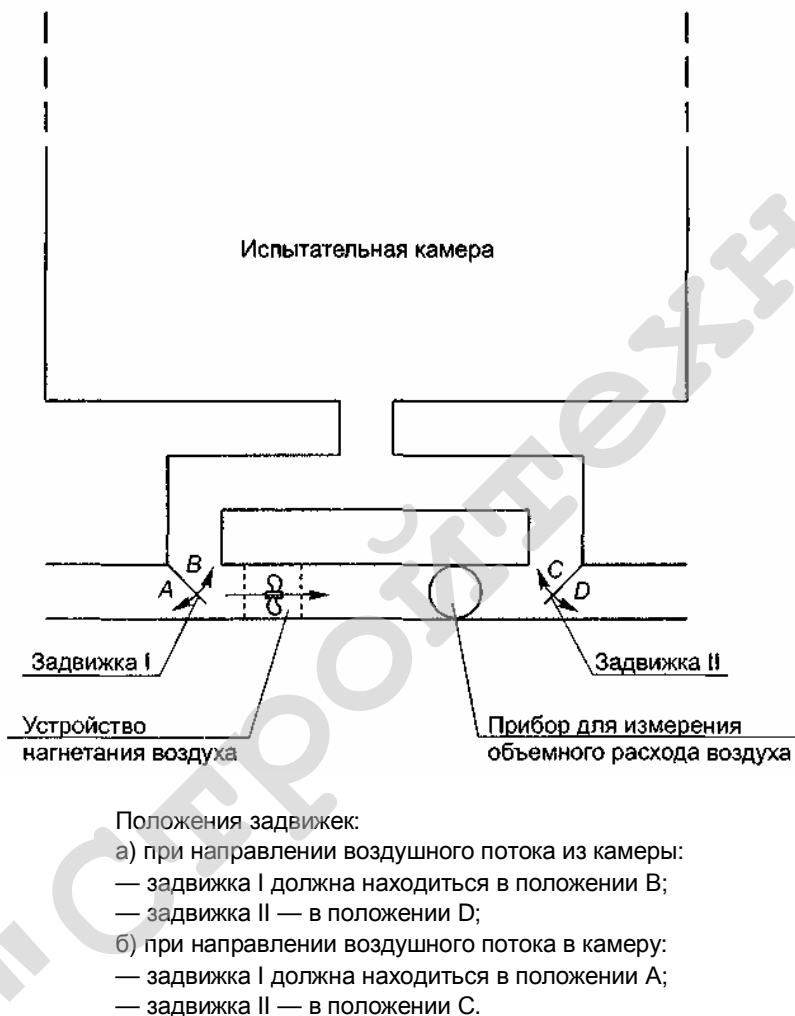 Испытательная камера
A
B
C
D
Задвижка I
Задвижка II
Устройство
нагнетания воздуха
Прибор для измерения
объемного расхода воздуха
Положения задвижек:
а) при направлении воздушного потока из камеры:
— задвижка I должна находиться в положении В;
— задвижка II — в положении D;
б) при направлении воздушного потока в камеру:
— задвижка I должна находиться в положении А;
— задвижка II — в положении С.
"Стройтехн